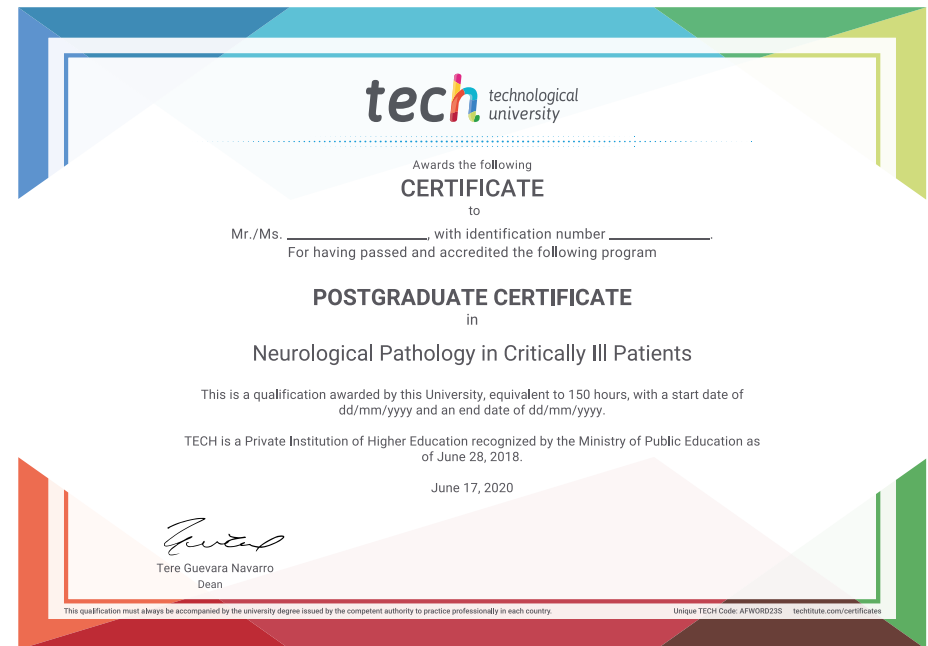 tech technological
university
Awards the following
CERTIFICATE
to
Mr./Ms. ____________________, with identification number ______________.
For having passed and accredited the following program
POSTGRADUATE CERTIFICATE
in
Neurological Pathology in Critically Ill Patients
This is a qualification awarded by this University, equivalent to 150 hours, with a start date of
dd/mm/yyyy and an end date of dd/mm/yyyy.
TECH is a Private Institution of Higher Education recognized by the Ministry of Public Education as
of June 28, 2018.
June 17, 2020
Tere Guevara Navarro
Dean
This qualification must always be accompanied by the university degree issued by the competent authority to practice professionally in each country.
Unique TECH Code: AFWORD23S techtitute.com/certificates